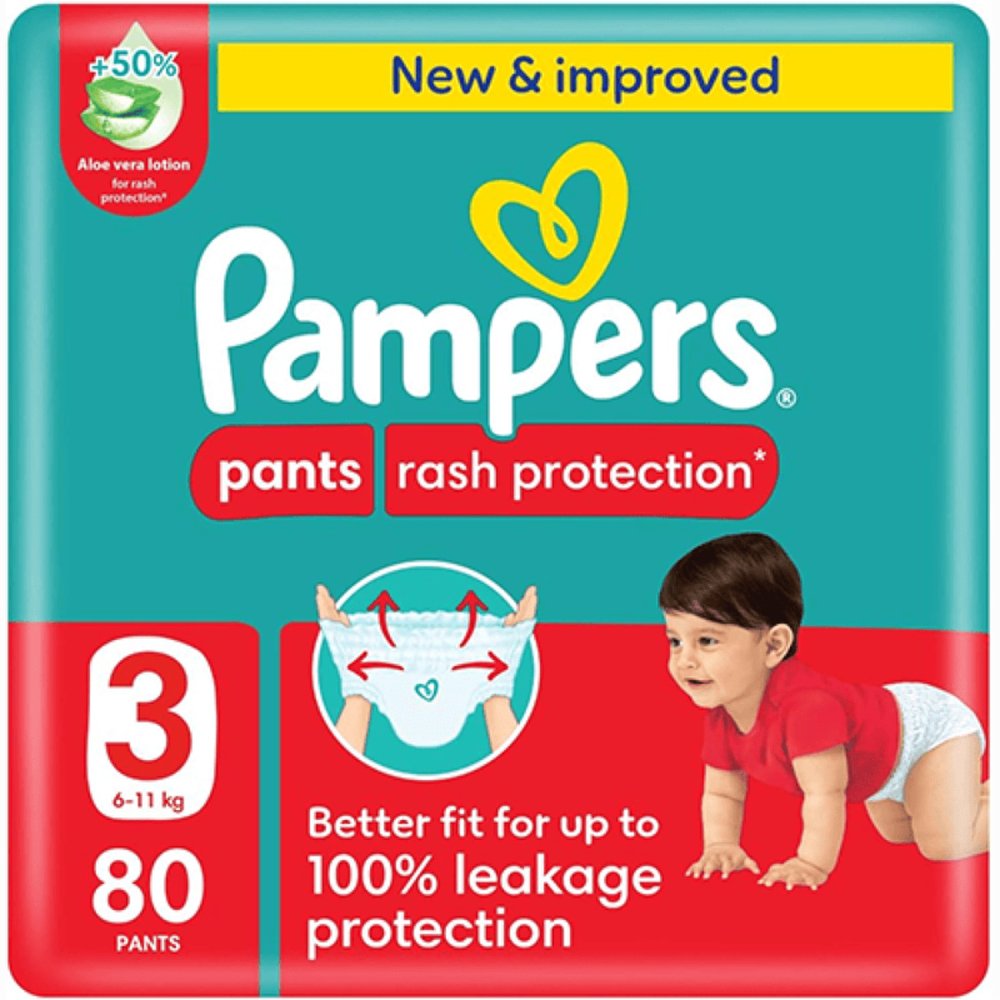 +50%
Aloe vera lotion
for rash
protection*
New & improved
Pampers®
pants rash protection*
3
6-11 kg
80
PANTS
Better fit for up to
100% leakage
protection